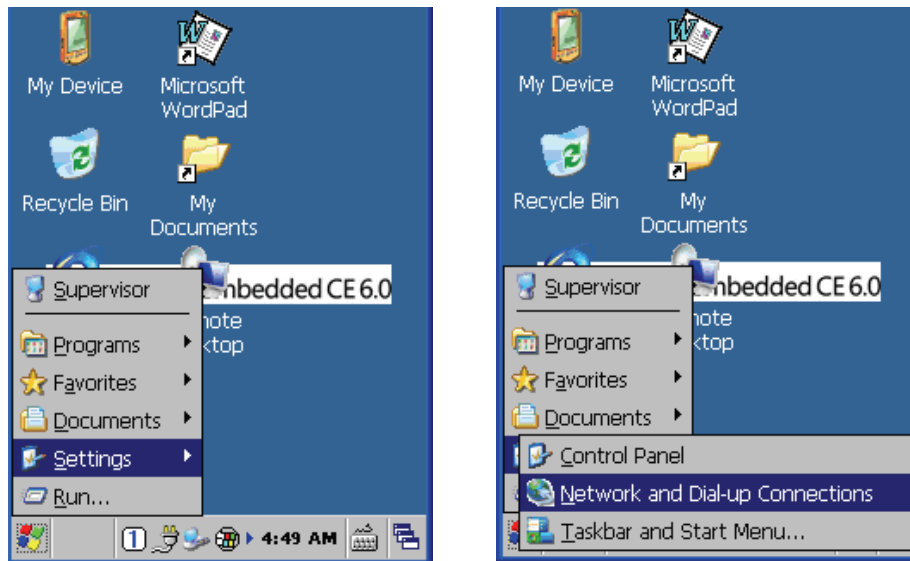 My Device
Microsoft
WordPad
Recycle Bin
My
Documents
Supervisor
Programs
Favorites
Documents
Settings
Run...
nbedded CE 6.0
note
ktop
1
4:49 AM
My Device
Microsoft
WordPad
Recycle Bin
My
Documents
Supervisor
Programs
Favorites
Documents
mbedded CE 6.0
note
ktop
Control Panel
Network and Dial-up Connections
Taskbar and Start Menu...